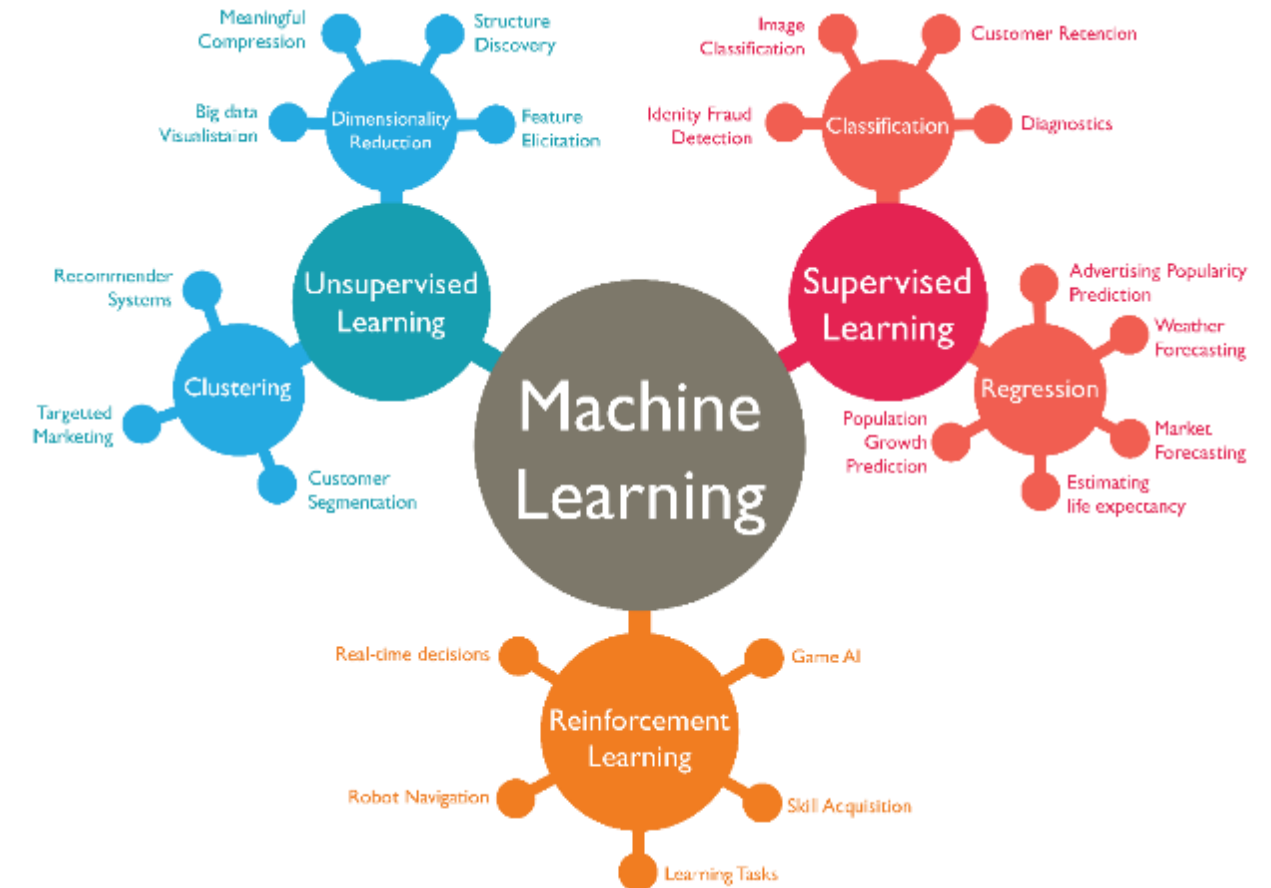 Meaningful
Compression
Structure
Discovery
Big data
Visualistaion
Dimensionality
Reduction
Feature
Elicitation
Unsupervised
Learning
Recommender
Systems
Clustering
Targetted
Marketing
Customer
Segmentation
Machine
Learning
Image
Classification
Customer Retention
Idenity Fraud
Detection
Classification
Diagnostics
Supervised
Learning
Advertising Popularity
Prediction
Weather
Forecasting
Regression
Population
Growth
Prediction
Market
Forecasting
Estimating
life expectancy
Real-time decisions
Game AI
Reinforcement
Learning
Robot Navigation
Skill Acquisition
Learning Tasks